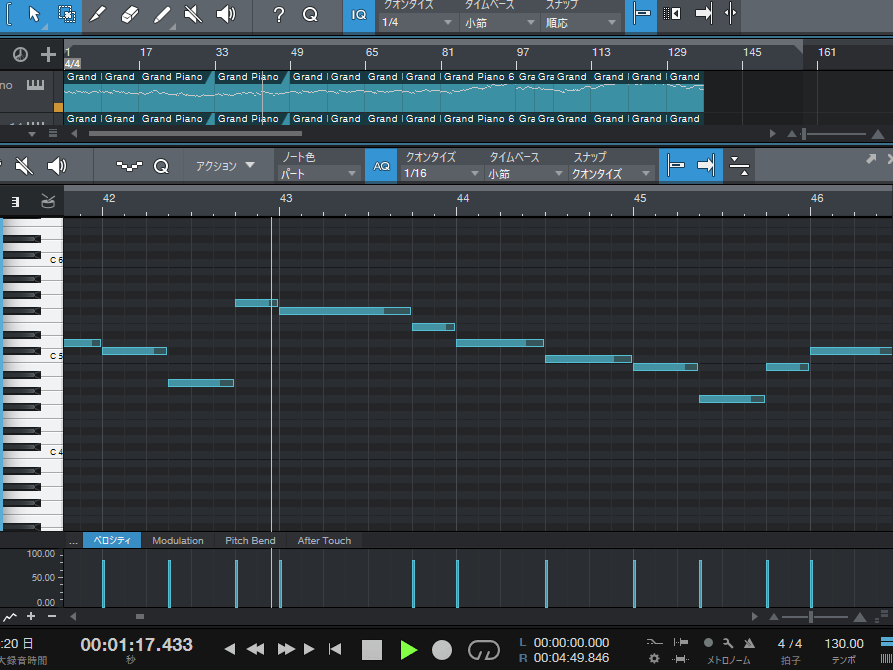 クオンタイズ タイムベース スナップ
? Q IQ 1/4 小節 順応
1 17 33 49 65 81 97 113 129 145 161
4/4
no Grand Grand Grand Piano Grand Piano Grand Grand Grand Grand Grand Piano 6 Gra Gra Grand Grand Grand Grand
Grand Grand Grand Piano Grand Piano Grand Grand Grand Grand Grand Piano 6 Gra Gra Grand Grand Grand Grand
Q アクション ノート色 AQ クオンタイズ タイムベース スナップ
パート 1/16 小節 クオンタイズ
42 43 44 45 46
C 6
C 5
C 4
... ベロシティ Modulation Pitch Bend After Touch
100.00
50.00
0.00
:20 日 00:01:17.433 L 00:00:00.000 4 / 4 130.00
大録音時間 秒 R 00:04:49.846 メトロノーム 拍子 テンポ